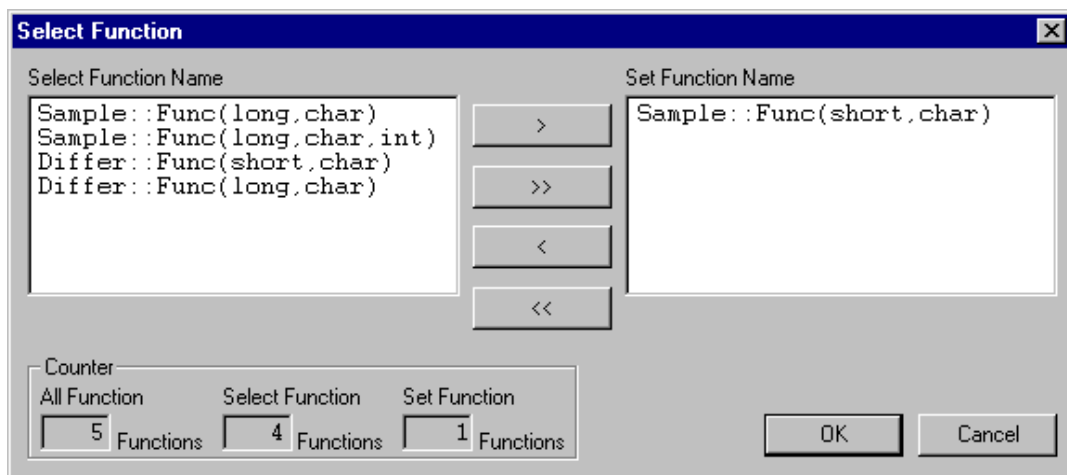 Select Function
Select Function Name
Sample::Func(long,char)
Sample::Func(long,char,int)
Differ::Func(short,char)
Differ::Func(long,char)
>
>>
<
<<
Set Function Name
Sample::Func(short,char)
Counter
All Function
5 Functions
Select Function
4 Functions
Set Function
1 Functions
OK
Cancel